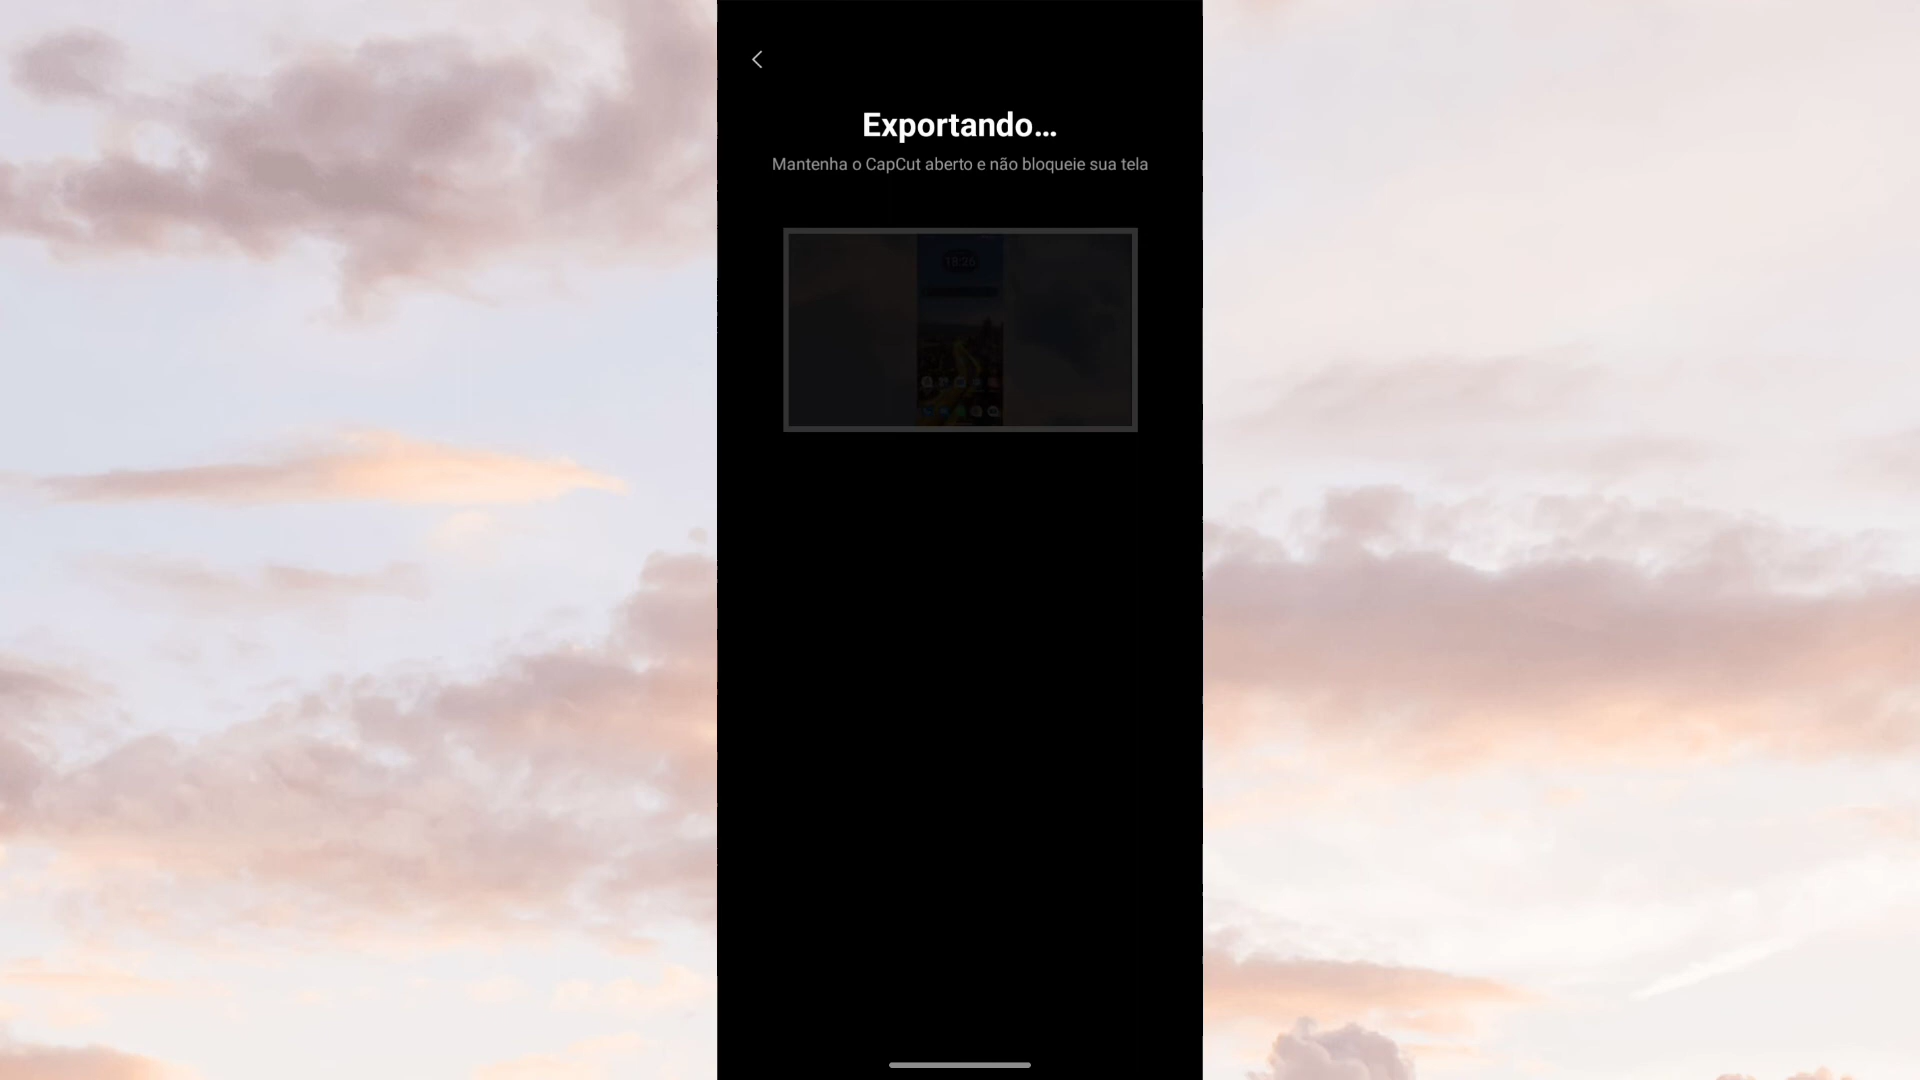 Exportando...
Mantenha o CapCut aberto e não bloqueie sua tela